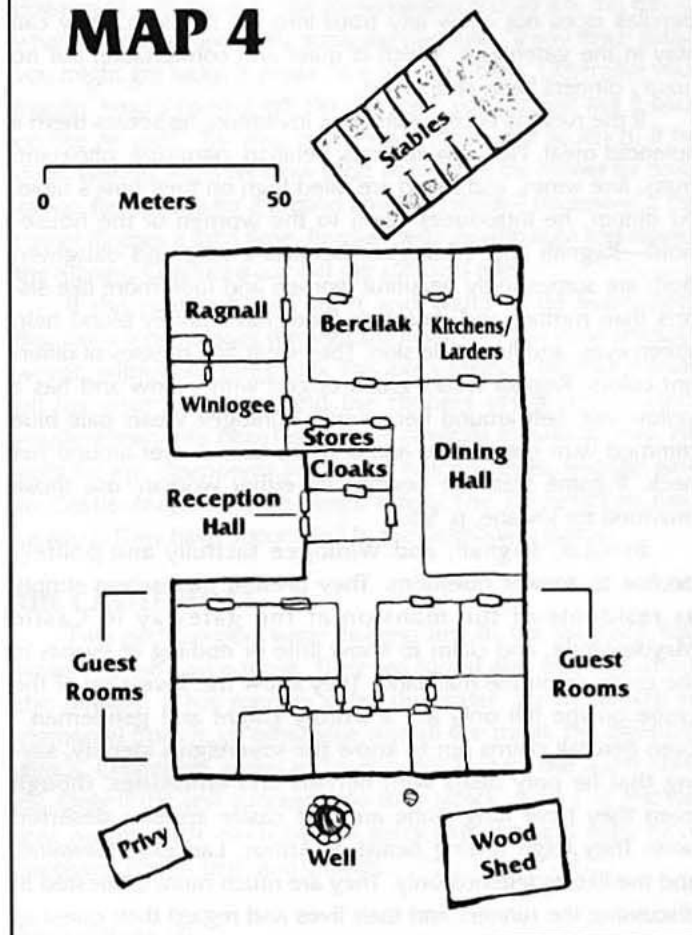 MAP 4
0 50
Meters
Stables
Ragnall
Bercilak
Kitchens/
Larders
Winlogee
Stores
Cloaks
Dining
Hall
Reception
Hall
Guest
Rooms
Guest
Rooms
Privy
Well
Wood
Shed